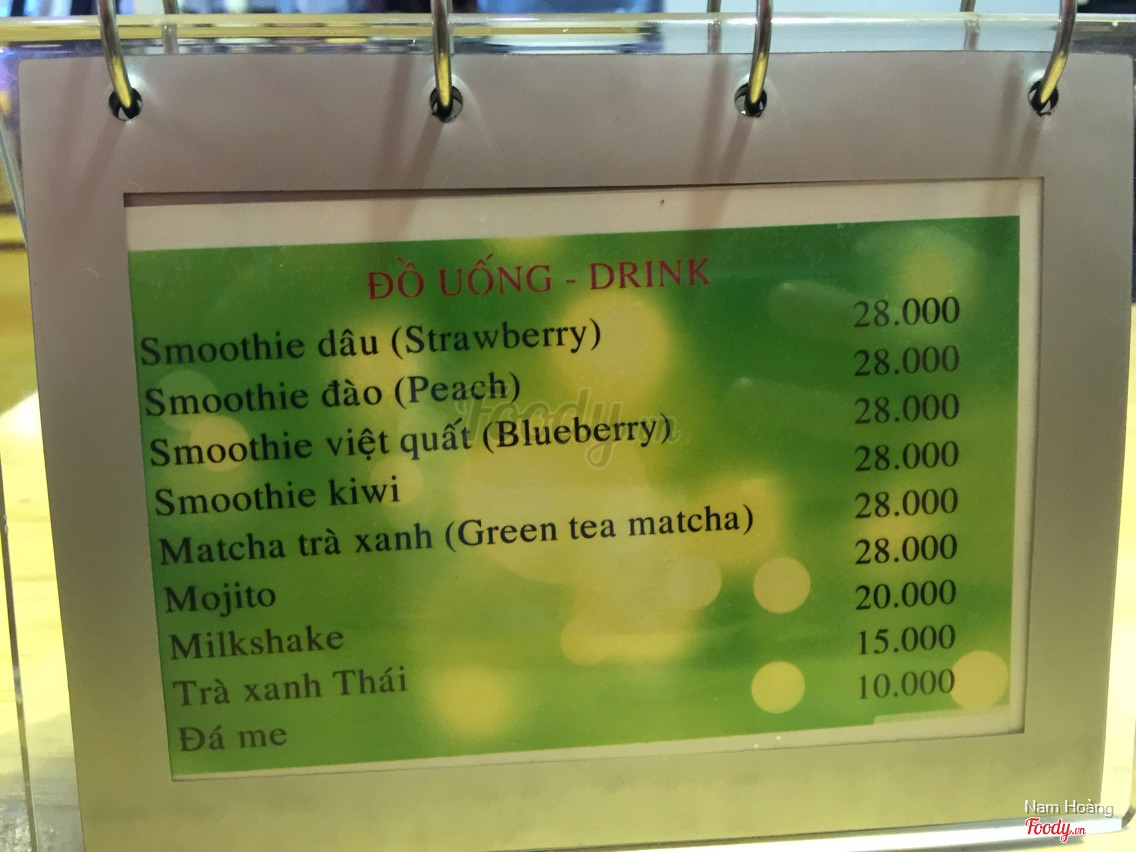 ĐỒ UỐNG - DRINK
Smoothie dâu (Strawberry) 28.000
Smoothie đào (Peach) 28.000
Smoothie việt quất (Blueberry) 28.000
Smoothie kiwi 28.000
Matcha trà xanh (Green tea matcha) 28.000
Mojito 28.000
Milkshake 20.000
Trà xanh Thái 15.000
Đá me 10.000
Foody.vn
Nam Hoàng
Foody.vn